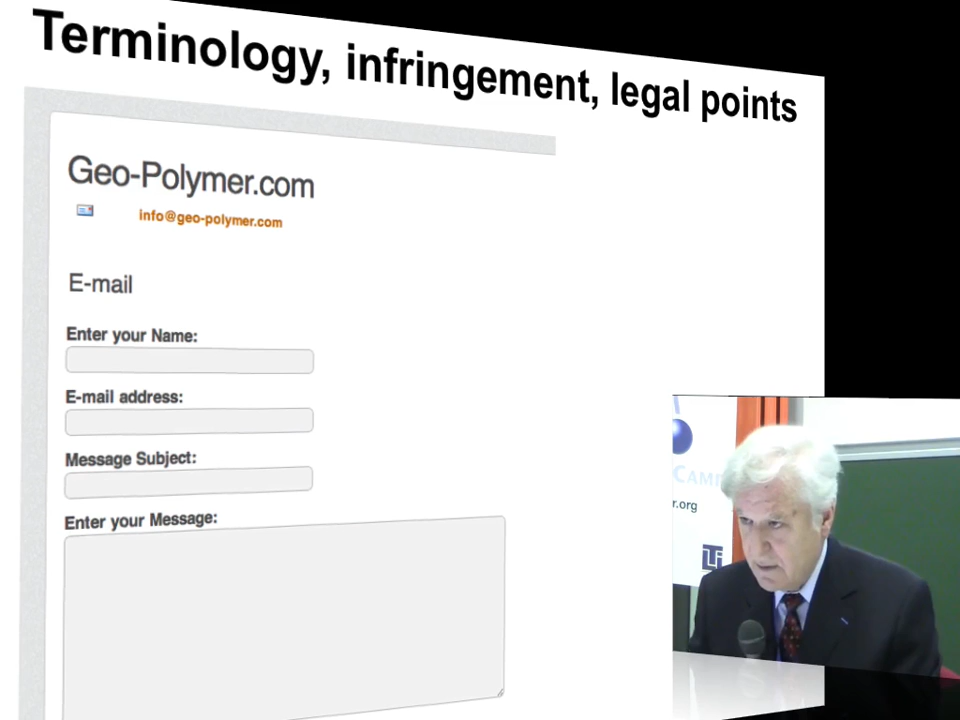 Terminology, infringement, legal points
Geo-Polymer.com
info@geo-polymer.com
E-mail
Enter your Name:
E-mail address:
Message Subject:
Enter your Message:
r.org